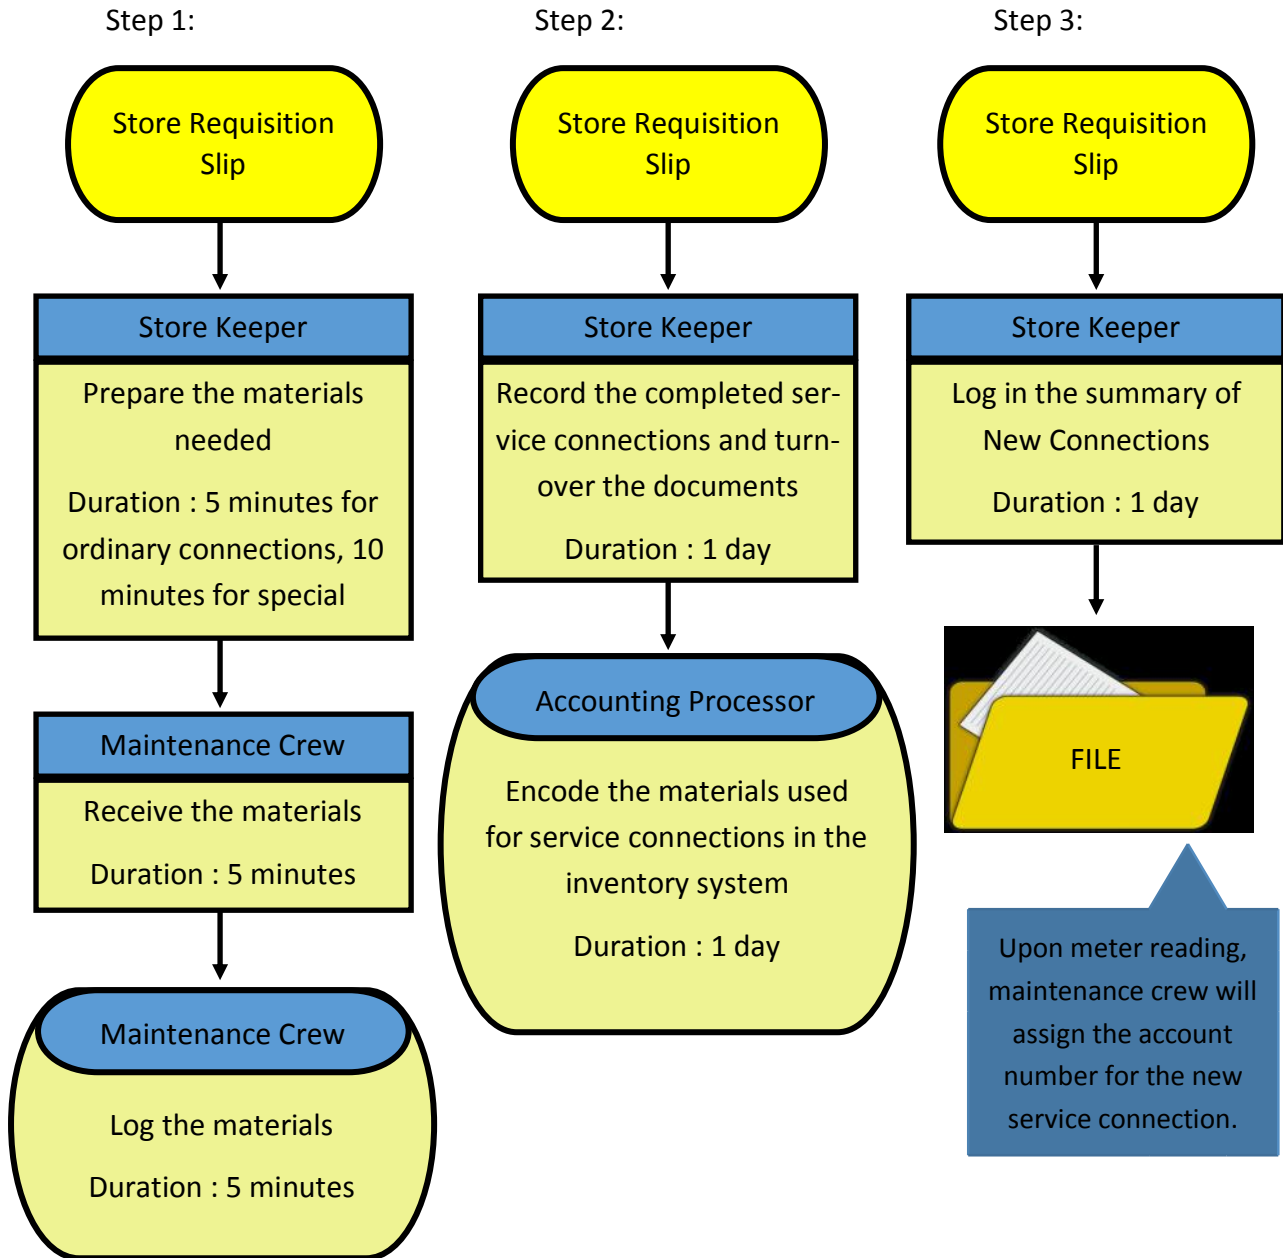 Step 1:
Store Requisition
Slip
Store Keeper
Prepare the materials
needed
Duration : 5 minutes for
ordinary connections, 10
minutes for special
Maintenance Crew
Receive the materials
Duration : 5 minutes
Maintenance Crew
Log the materials
Duration : 5 minutes
Step 2:
Store Requisition
Slip
Store Keeper
Record the completed ser-
vice connections and turn-
over the documents
Duration : 1 day
Accounting Processor
Encode the materials used
for service connections in the
inventory system
Duration : 1 day
Step 3:
Store Requisition
Slip
Store Keeper
Log in the summary of
New Connections
Duration : 1 day
FILE
Upon meter reading,
maintenance crew will
assign the account
number for the new
service connection.